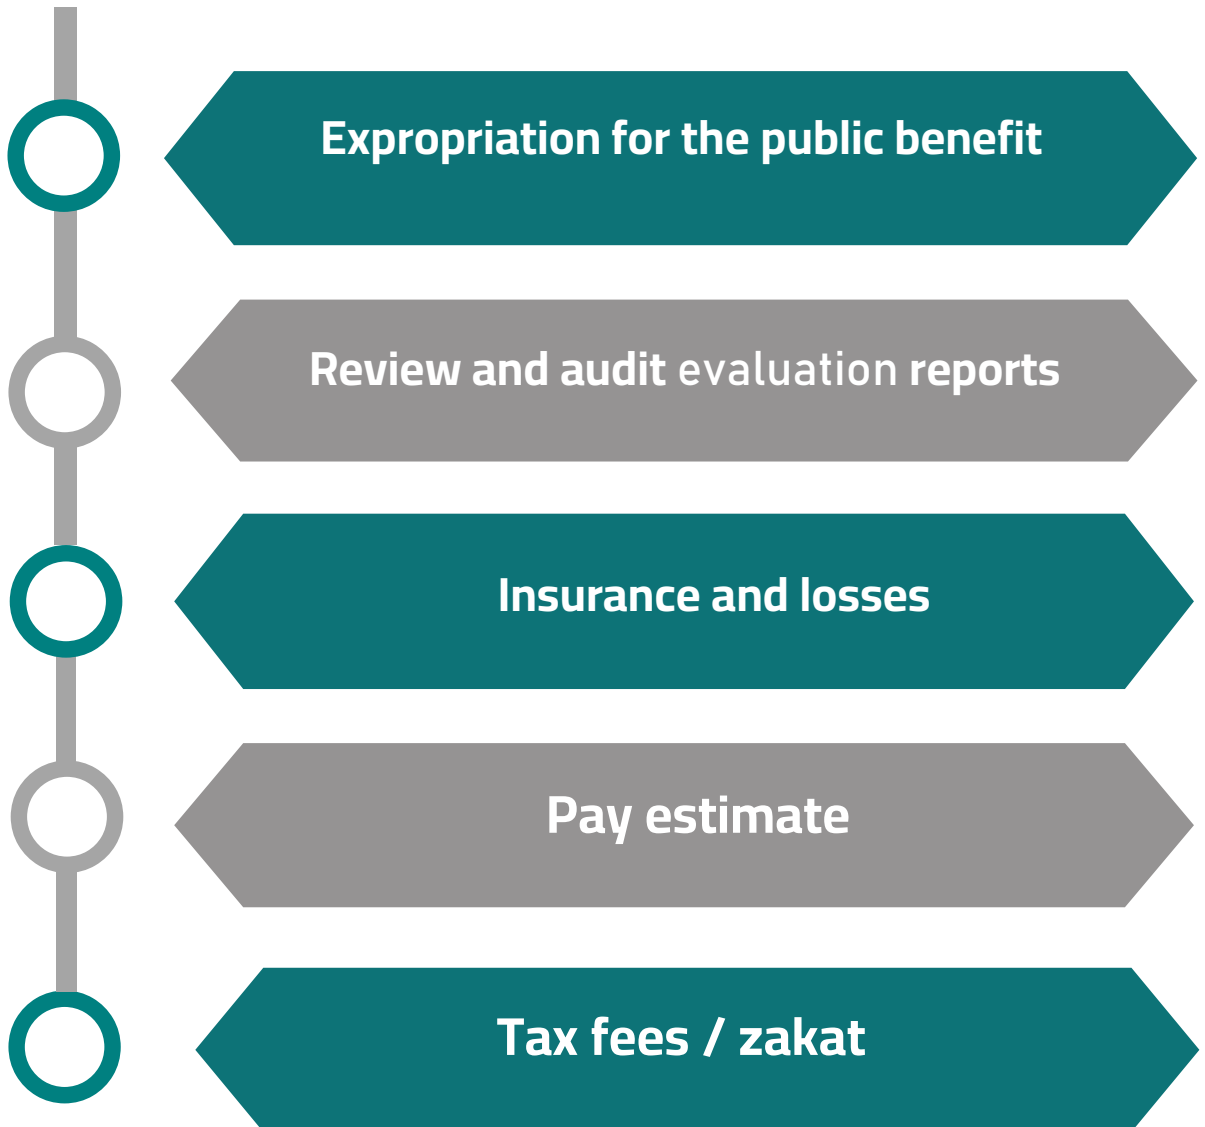 Expropriation for the public benefit
Review and audit evaluation reports
Insurance and losses
Pay estimate
Tax fees / zakat